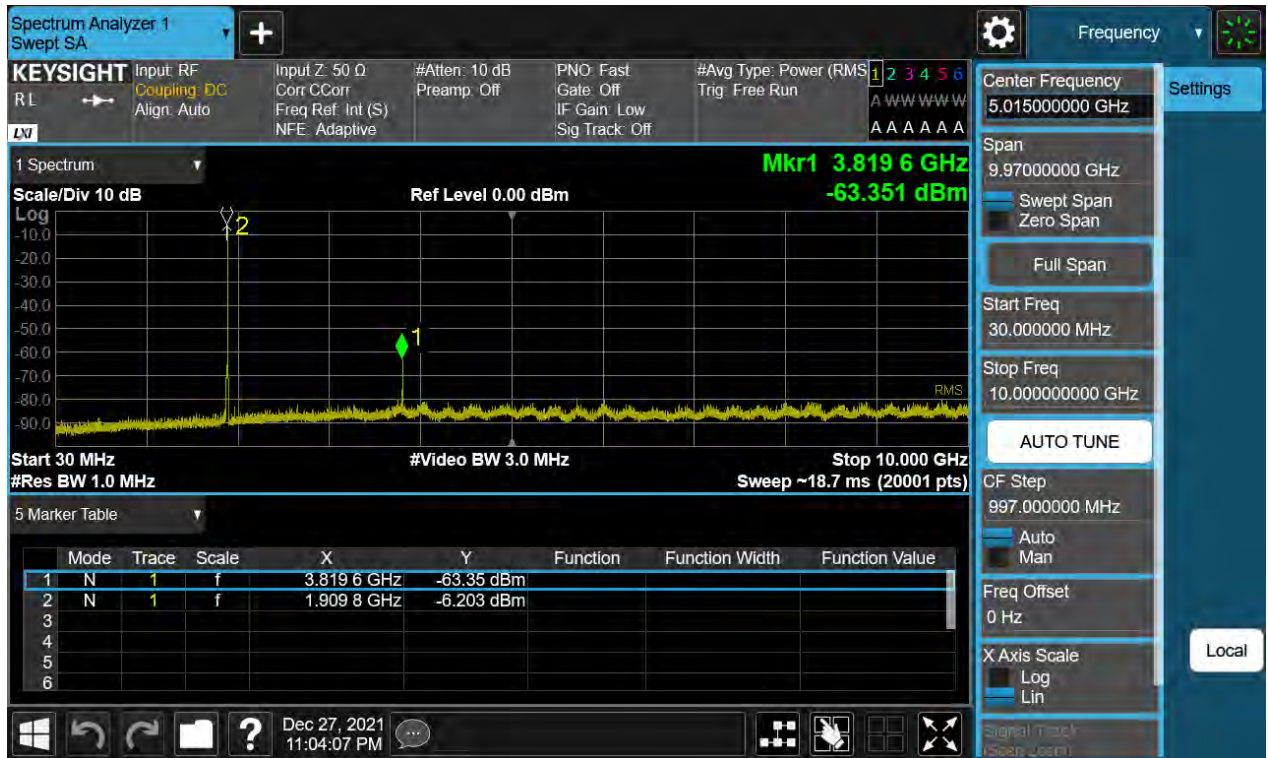 Spectrum Analyzer 1
Swept SA
+
Frequency
KEYSIGHT
RL
LXI
Input: RF
Coupling: DC
Align: Auto
Input Z: 50 Ω
Corr CCorr
Freq Ref: Int (S)
NFE: Adaptive
#Atten: 10 dB
Preamp: Off
PNO: Fast
Gate: Off
IF Gain: Low
Sig Track: Off
#Avg Type: Power (RMS
Trig: Free Run
1 2 3 4 5 6
A W W W W W
A A A A A A
1 Spectrum
Mkr1 3.819 6 GHz
Scale/Div 10 dB
Ref Level 0.00 dBm
-63.351 dBm
Log
-10.0
-20.0
-30.0
-40.0
-50.0
-60.0
-70.0
-80.0
-90.0
2
1
RMS
Start 30 MHz
#Video BW 3.0 MHz
Stop 10.000 GHz
#Res BW 1.0 MHz
Sweep ~18.7 ms (20001 pts)
5 Marker Table
Mode Trace Scale X Y Function Function Width Function Value
1 N 1 f 3.819 6 GHz -63.35 dBm
2 N 1 f 1.909 8 GHz -6.203 dBm
3
4
5
6
Dec 27, 2021
11:04:07 PM
?
Center Frequency
5.015000000 GHz
Settings
Span
9.97000000 GHz
Swept Span
Zero Span
Full Span
Start Freq
30.000000 MHz
Stop Freq
10.000000000 GHz
AUTO TUNE
CF Step
997.000000 MHz
Auto
Man
Freq Offset
0 Hz
X Axis Scale
Log
Lin
Local
Signal Track
(Span Zoom)